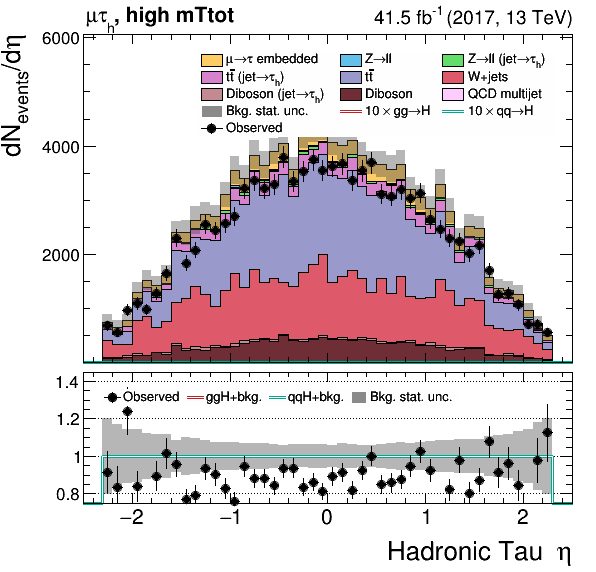 μτh, high mTtot 41.5 fb⁻¹ (2017, 13 TeV)
dN_events/dη
6000
4000
2000
μ→τ embedded Z→ll Z→ll (jet→τh)
tt̄ (jet→τh) tt̄ W+jets
Diboson (jet→τh) Diboson QCD multijet
Bkg. stat. unc. 10 × gg→H 10 × qq→H
Observed
1.4
Observed ggH+bkg. qqH+bkg. Bkg. stat. unc.
1.2
1
0.8
−2 −1 0 1 2
Hadronic Tau η